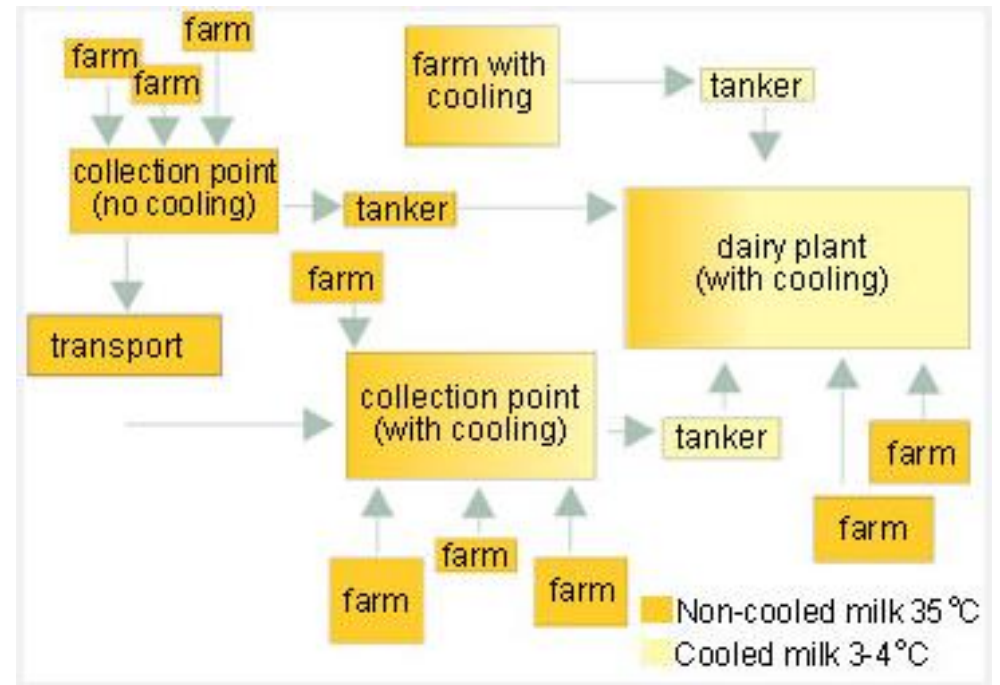 farm
farm
farm
farm with
cooling
tanker
collection point
(no cooling)
tanker
dairy plant
(with cooling)
farm
transport
collection point
(with cooling)
tanker
farm
farm
farm
farm
farm
Non-cooled milk 35°C
Cooled milk 3-4°C